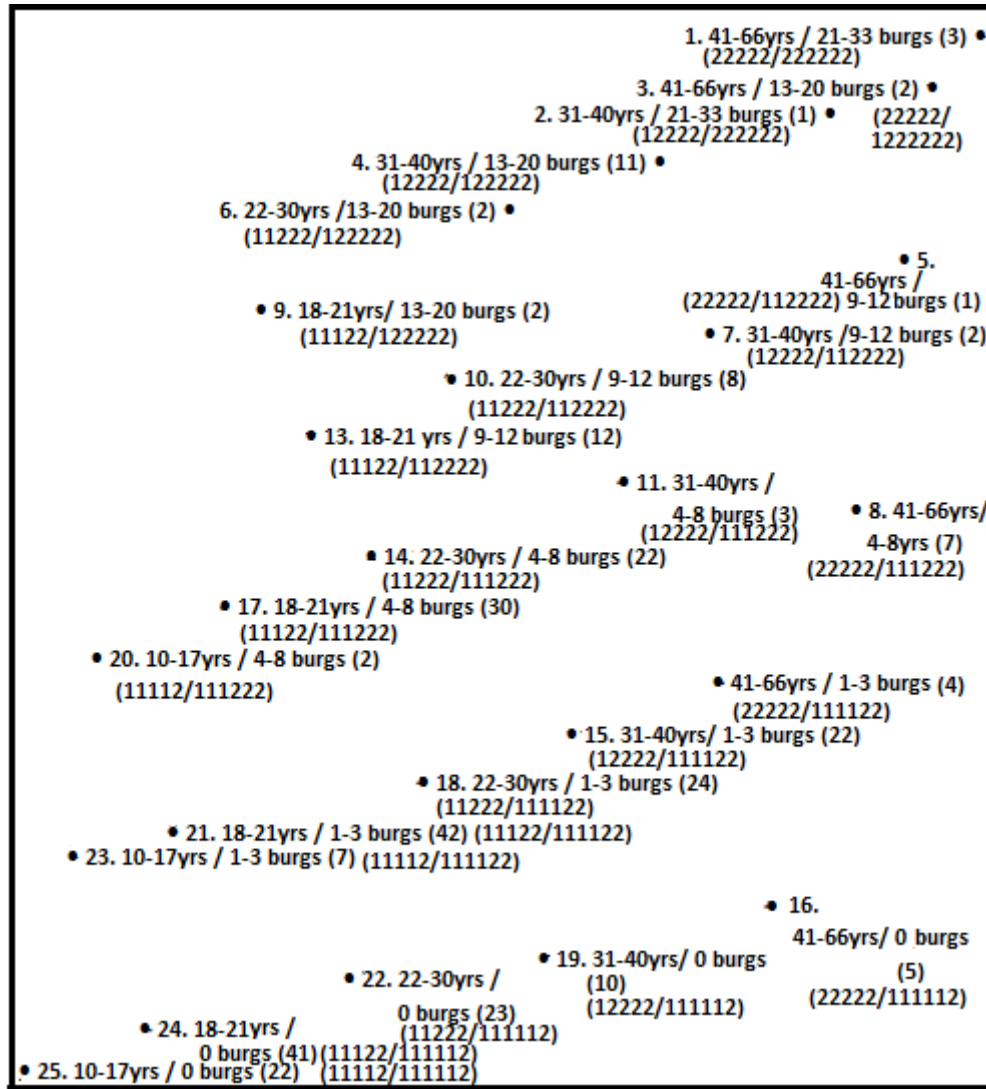 1. 41-66yrs / 21-33 burgs (3)
(22222/222222)
3. 41-66yrs / 13-20 burgs (2)
2. 31-40yrs / 21-33 burgs (1)
(22222/
(12222/222222)
1222222)
4. 31-40yrs / 13-20 burgs (11)
(12222/122222)
6. 22-30yrs /13-20 burgs (2)
(11222/122222)
5.
41-66yrs /
(22222/112222) 9-12 burgs (1)
9. 18-21yrs/ 13-20 burgs (2)
(11122/122222)
7. 31-40yrs /9-12 burgs (2)
(12222/112222)
10. 22-30yrs / 9-12 burgs (8)
(11222/112222)
13. 18-21 yrs / 9-12 burgs (12)
(11122/112222)
11. 31-40yrs /
4-8 burgs (3)
(12222/111222)
8. 41-66yrs/
4-8yrs (7)
(22222/111222)
14. 22-30yrs / 4-8 burgs (22)
(11222/111222)
17. 18-21yrs / 4-8 burgs (30)
(11122/111222)
20. 10-17yrs / 4-8 burgs (2)
(11112/111222)
41-66yrs / 1-3 burgs (4)
(22222/111122)
15. 31-40yrs/ 1-3 burgs (22)
(12222/111122)
18. 22-30yrs / 1-3 burgs (24)
(11222/111122)
21. 18-21yrs / 1-3 burgs (42) (11122/111122)
23. 10-17yrs / 1-3 burgs (7) (11112/111122)
16.
41-66yrs/ 0 burgs
(5)
(22222/111112)
19. 31-40yrs/ 0 burgs
(10)
(12222/111112)
22. 22-30yrs /
0 burgs (23)
(11222/111112)
24. 18-21yrs /
0 burgs (41) (11122/111112)
25. 10-17yrs / 0 burgs (22) (11112/111112)